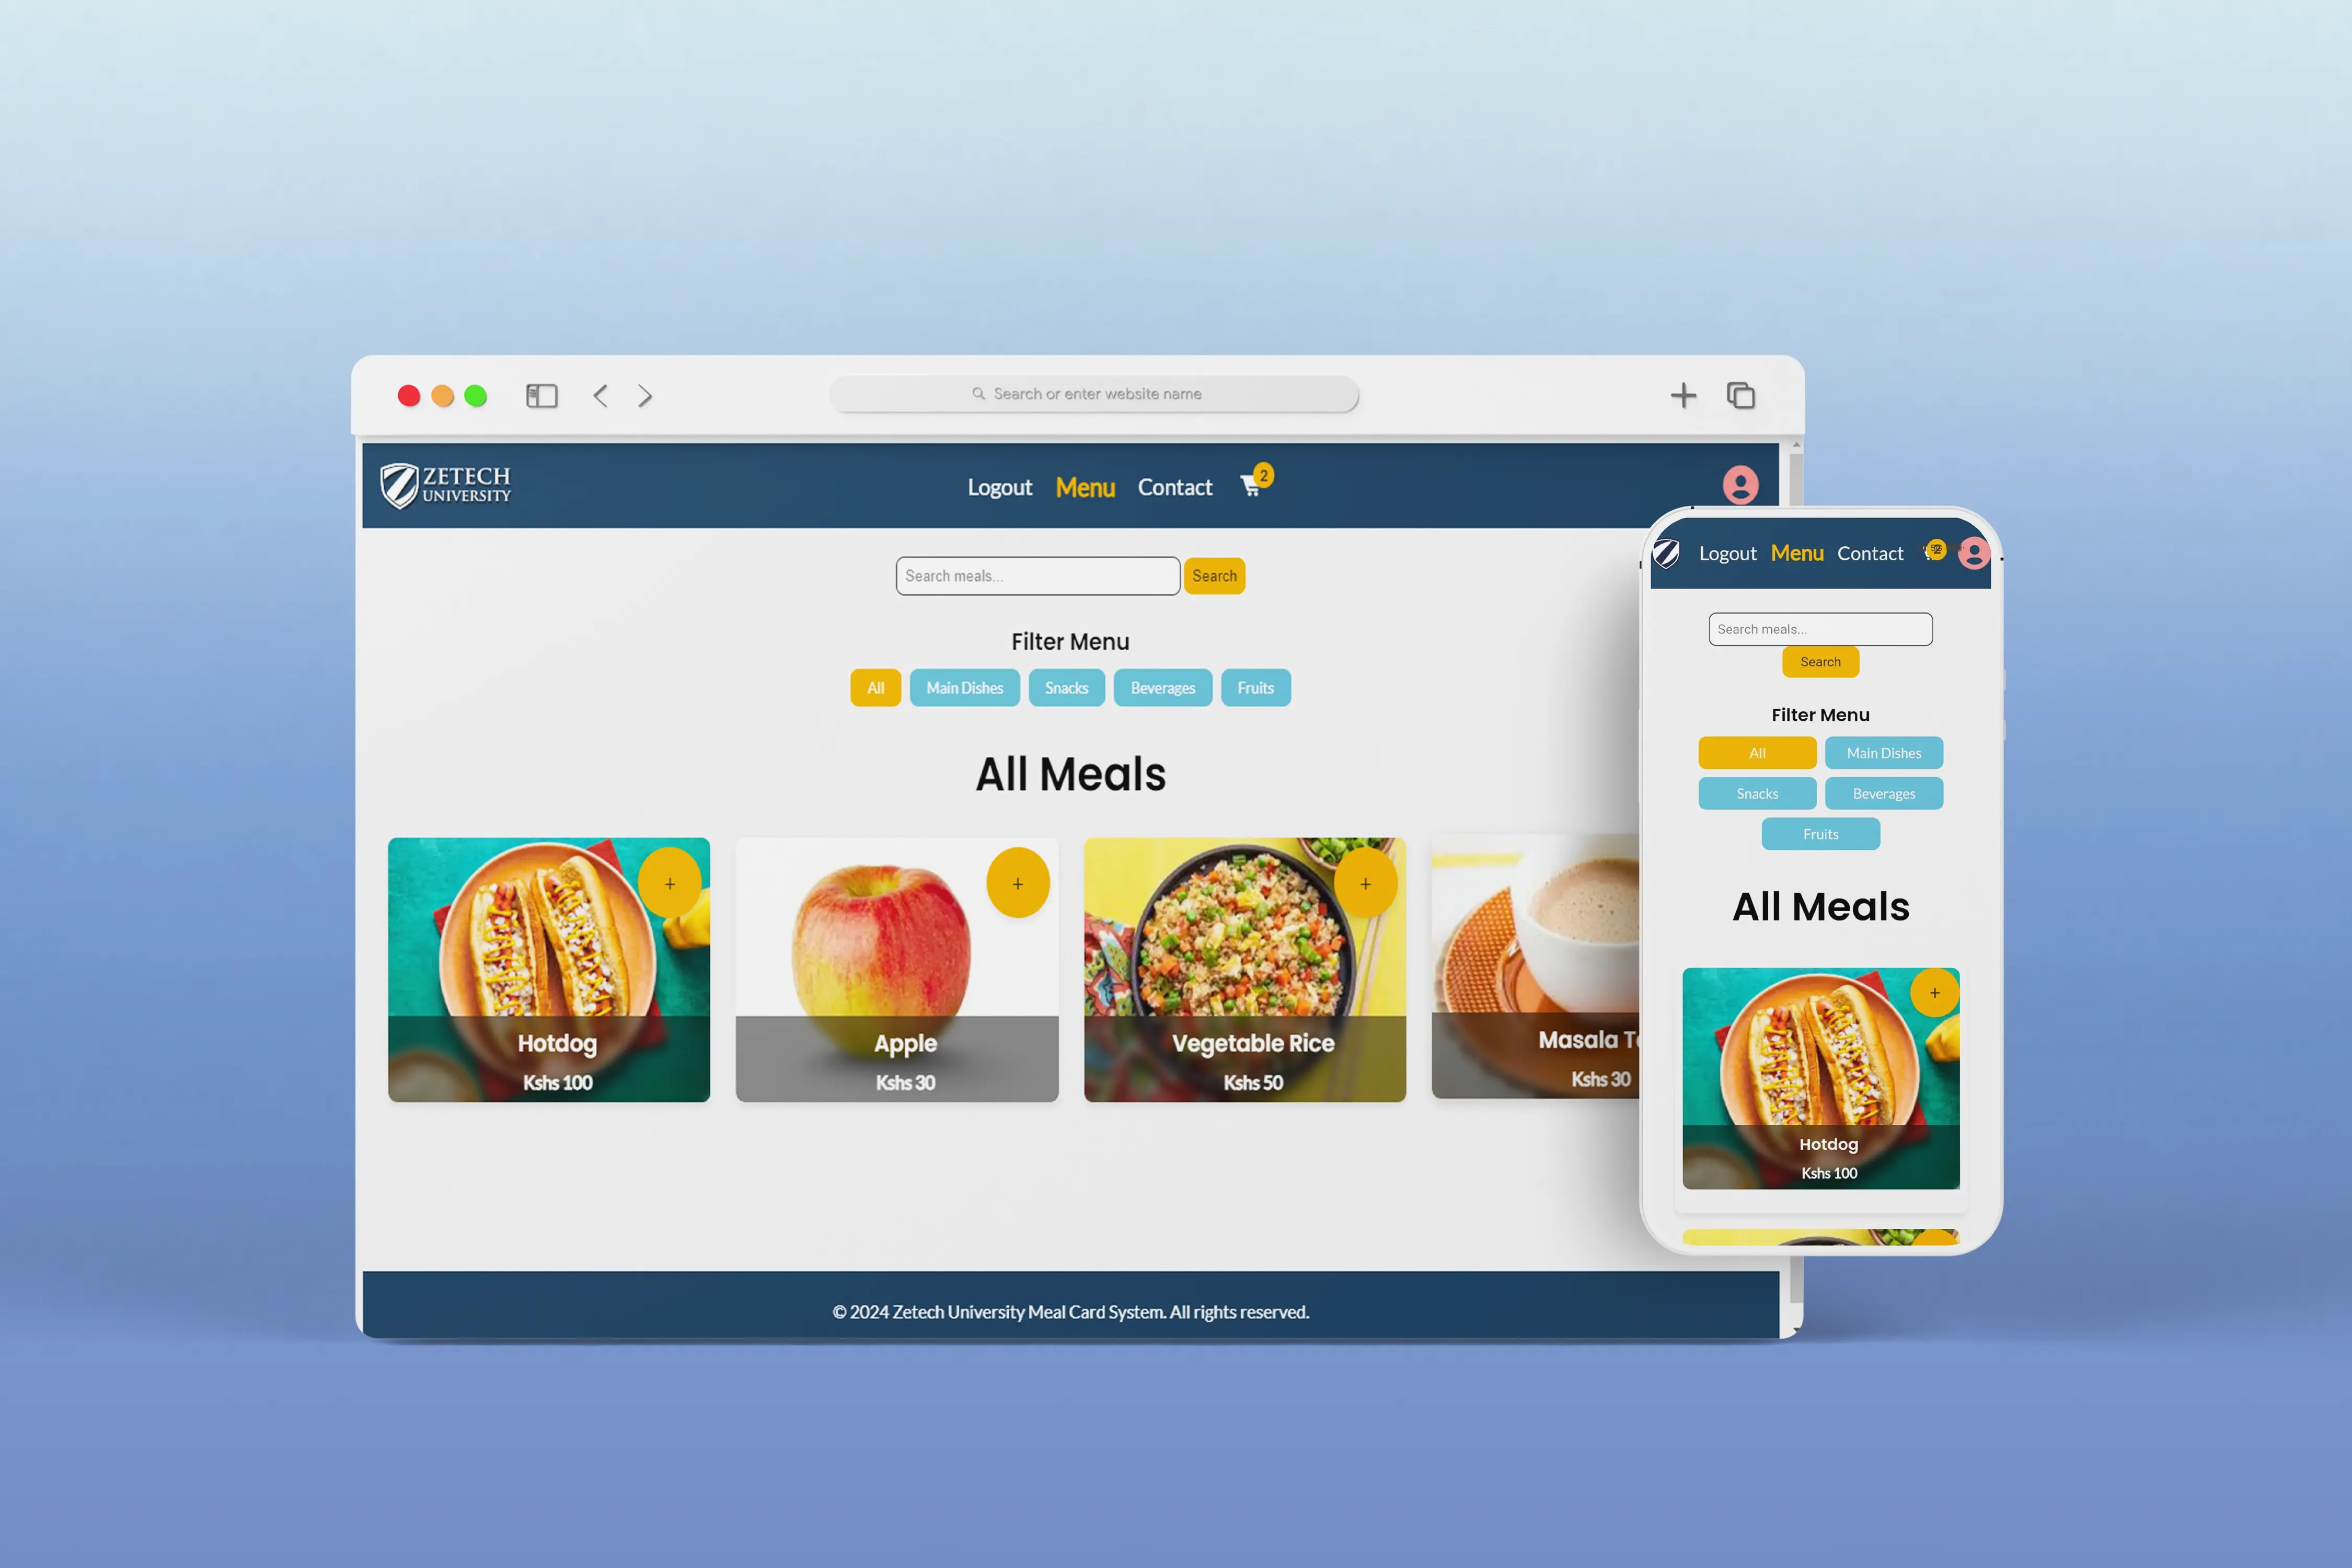 Search or enter website name
ZETECH
UNIVERSITY
Logout Menu Contact 2
Search meals... Search
Filter Menu
All Main Dishes Snacks Beverages Fruits
All Meals
+ + +
Hotdog
Kshs 100
Apple
Kshs 30
Vegetable Rice
Kshs 50
Masala
Kshs 30
© 2024 Zetech University Meal Card System. All rights reserved.
Logout Menu Contact
Search meals...
Search
Filter Menu
All Main Dishes
Snacks Beverages
Fruits
All Meals
+
Hotdog
Kshs 100